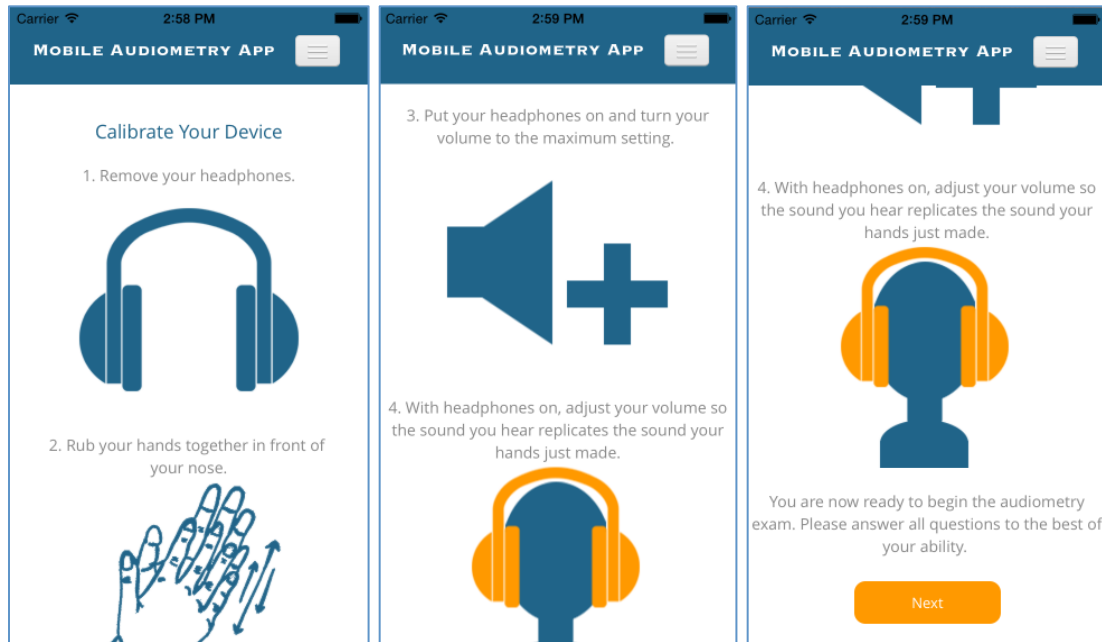 Carrier
2:58 PM
MOBILE AUDIOMETRY APP
Calibrate Your Device
1. Remove your headphones.
2. Rub your hands together in front of
your nose.
Carrier
2:59 PM
MOBILE AUDIOMETRY APP
3. Put your headphones on and turn your
volume to the maximum setting.
4. With headphones on, adjust your volume so
the sound you hear replicates the sound your
hands just made.
Carrier
2:59 PM
MOBILE AUDIOMETRY APP
4. With headphones on, adjust your volume so
the sound you hear replicates the sound your
hands just made.
You are now ready to begin the audiometry
exam. Please answer all questions to the best of
your ability.
Next